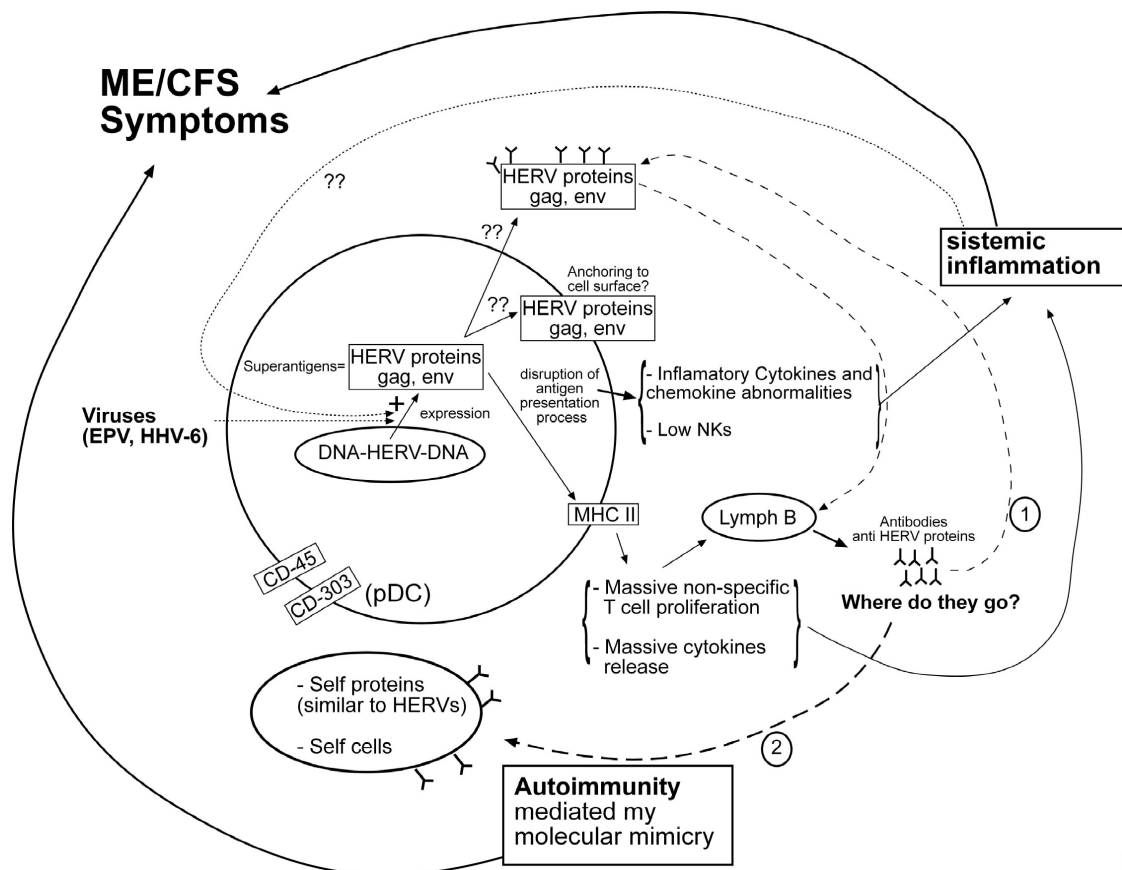 ME/CFS
Symptoms
??
HERV proteins
gag, env
??
sistemic
inflammation
Anchoring to
cell surface?
??
HERV proteins
gag, env
Superantigens=
HERV proteins
gag, env
disruption of
antigen
presentation
process
- Inflamatory Cytokines and
chemokine abnormalities
- Low NKs
+
expression
Viruses
(EPV, HHV-6)
DNA-HERV-DNA
MHC II
Lymph B
Antibodies
anti HERV proteins
1
Where do they go?
CD-45
CD-303
(pDC)
- Massive non-specific
T cell proliferation
- Massive cytokines
release
- Self proteins
(similar to HERVs)
- Self cells
2
Autoimmunity
mediated my
molecular mimicry